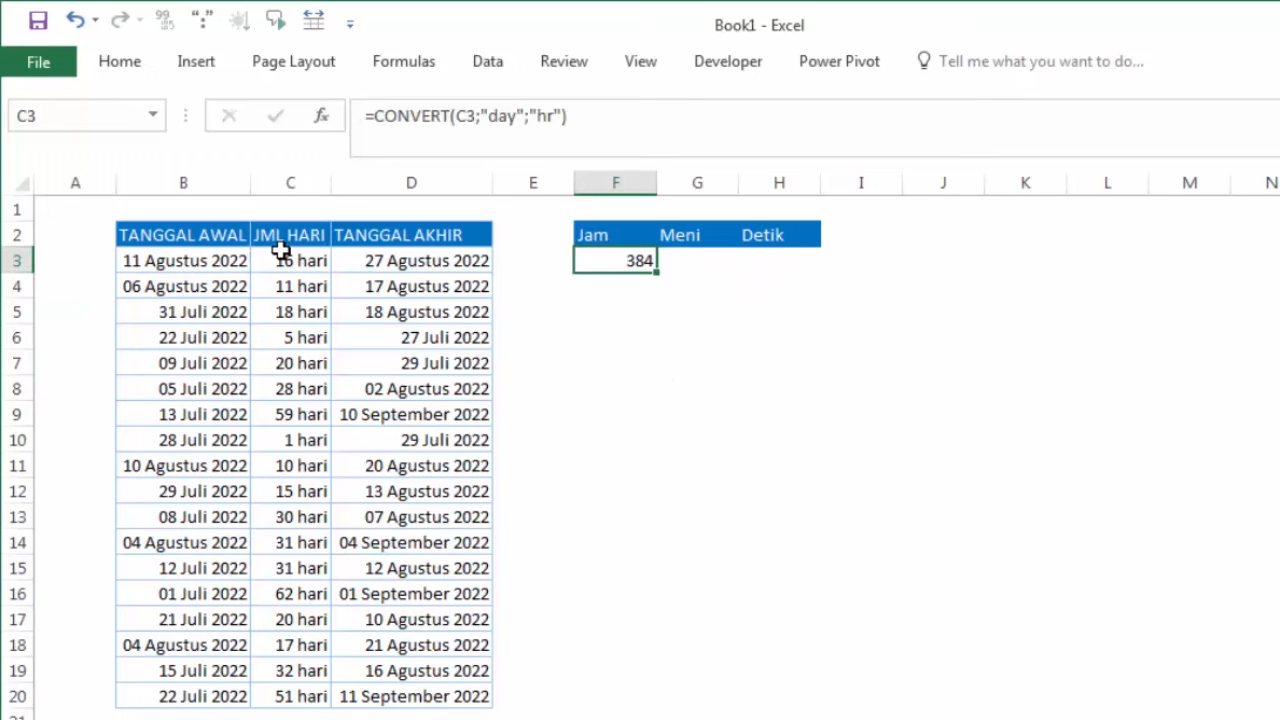 Book1 - Excel
File Home Insert Page Layout Formulas Data Review View Developer Power Pivot Tell me what you want to do...
C3 fx =CONVERT(C3;"day";"hr")
A B C D E F G H I J K L M N
1
2 TANGGAL AWAL JML HARI TANGGAL AKHIR Jam Meni Detik
3 11 Agustus 2022 16 hari 27 Agustus 2022 384
4 06 Agustus 2022 11 hari 17 Agustus 2022
5 31 Juli 2022 18 hari 18 Agustus 2022
6 22 Juli 2022 5 hari 27 Juli 2022
7 09 Juli 2022 20 hari 29 Juli 2022
8 05 Juli 2022 28 hari 02 Agustus 2022
9 13 Juli 2022 59 hari 10 September 2022
10 28 Juli 2022 1 hari 29 Juli 2022
11 10 Agustus 2022 10 hari 20 Agustus 2022
12 29 Juli 2022 15 hari 13 Agustus 2022
13 08 Juli 2022 30 hari 07 Agustus 2022
14 04 Agustus 2022 31 hari 04 September 2022
15 12 Juli 2022 31 hari 12 Agustus 2022
16 01 Juli 2022 62 hari 01 September 2022
17 21 Juli 2022 20 hari 10 Agustus 2022
18 04 Agustus 2022 17 hari 21 Agustus 2022
19 15 Juli 2022 32 hari 16 Agustus 2022
20 22 Juli 2022 51 hari 11 September 2022